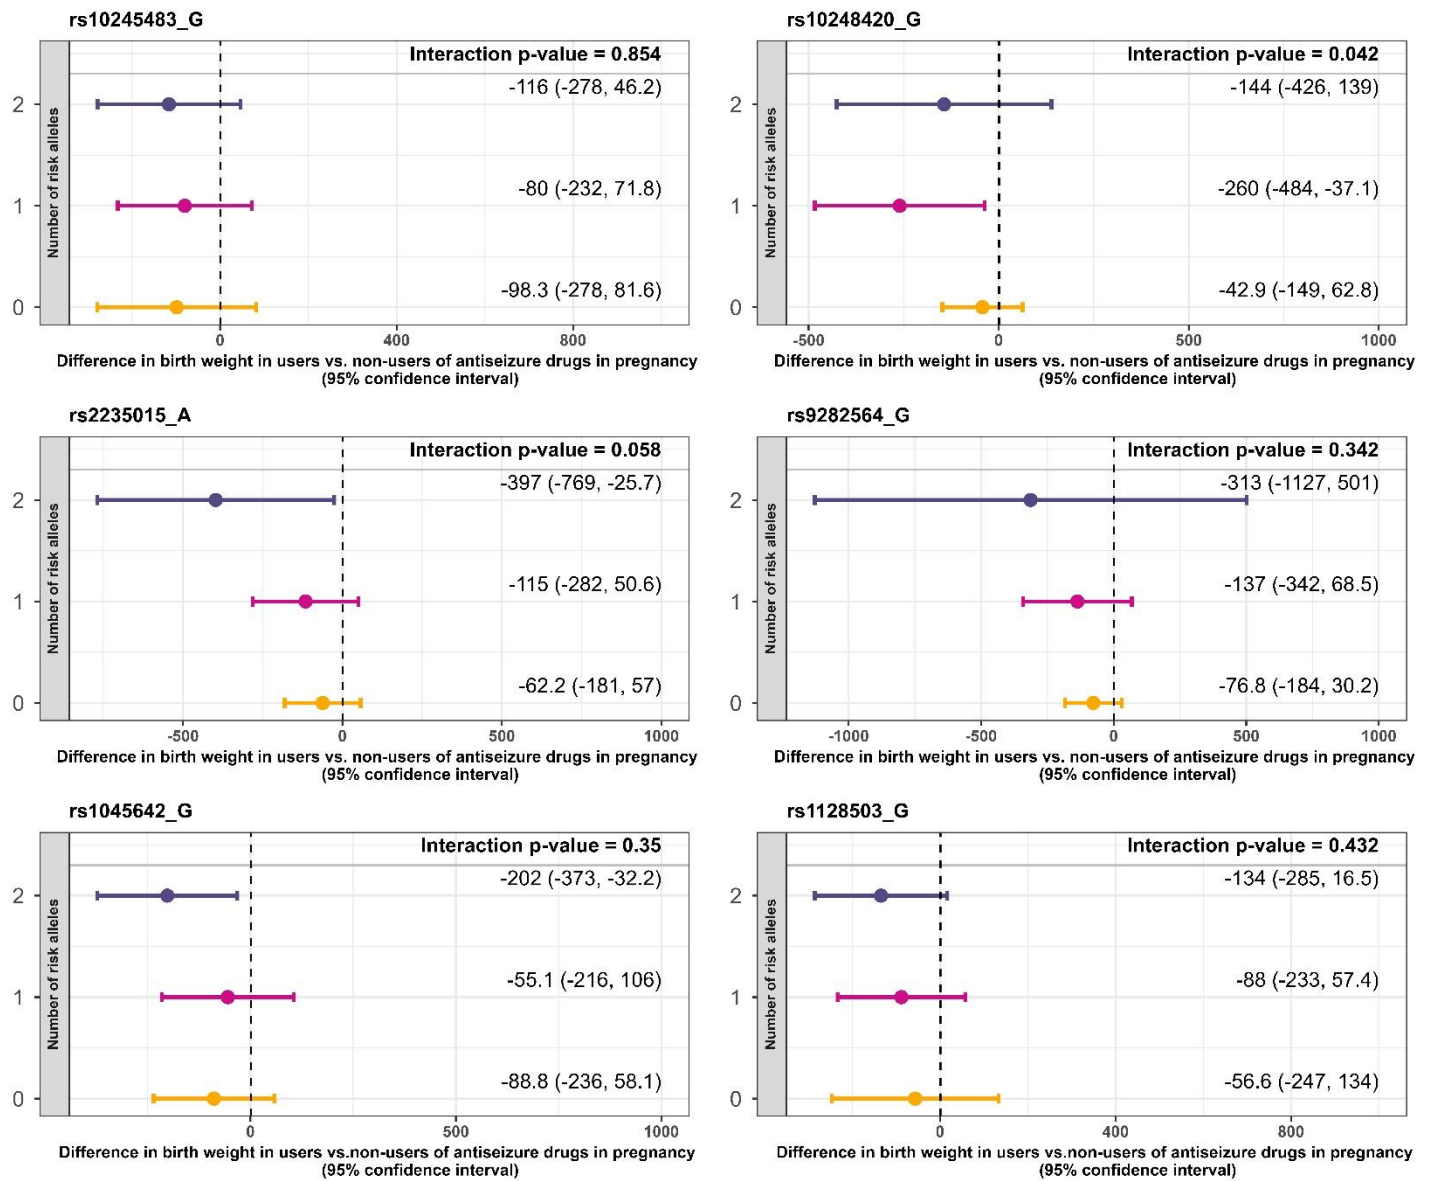 rs10245483_G
Interaction p-value = 0.854
Number of risk alleles
2
-116 (-278, 46.2)
1
-80 (-232, 71.8)
0
-98.3 (-278, 81.6)
0 400 800
Difference in birth weight in users vs. non-users of antiseizure drugs in pregnancy
(95% confidence interval)
rs10248420_G
Interaction p-value = 0.042
Number of risk alleles
2
-144 (-426, 139)
1
-260 (-484, -37.1)
0
-42.9 (-149, 62.8)
-500 0 500 1000
Difference in birth weight in users vs. non-users of antiseizure drugs in pregnancy
(95% confidence interval)
rs2235015_A
Interaction p-value = 0.058
Number of risk alleles
2
-397 (-769, -25.7)
1
-115 (-282, 50.6)
0
-62.2 (-181, 57)
-500 0 500 1000
Difference in birth weight in users vs. non-users of antiseizure drugs in pregnancy
(95% confidence interval)
rs9282564_G
Interaction p-value = 0.342
Number of risk alleles
2
-313 (-1127, 501)
1
-137 (-342, 68.5)
0
-76.8 (-184, 30.2)
-1000 -500 0 500 1000
Difference in birth weight in users vs. non-users of antiseizure drugs in pregnancy
(95% confidence interval)
rs1045642_G
Interaction p-value = 0.35
Number of risk alleles
2
-202 (-373, -32.2)
1
-55.1 (-216, 106)
0
-88.8 (-236, 58.1)
0 500 1000
Difference in birth weight in users vs.non-users of antiseizure drugs in pregnancy
(95% confidence interval)
rs1128503_G
Interaction p-value = 0.432
Number of risk alleles
2
-134 (-285, 16.5)
1
-88 (-233, 57.4)
0
-56.6 (-247, 134)
0 400 800
Difference in birth weight in users vs.non-users of antiseizure drugs in pregnancy
(95% confidence interval)